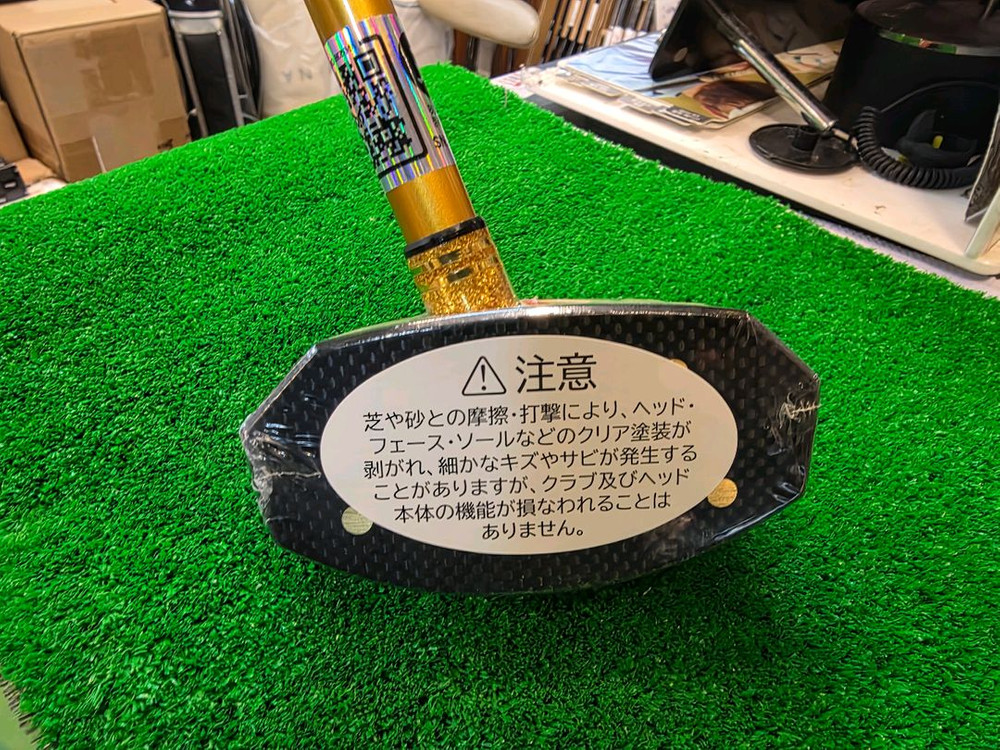 注意
芝や砂との摩擦・打撃により、ヘッド・
フェース・ソールなどのクリア塗装が
剥がれ、細かなキズやサビが発生する
ことがありますが、クラブ及びヘッド
本体の機能が損なわれることは
ありません。